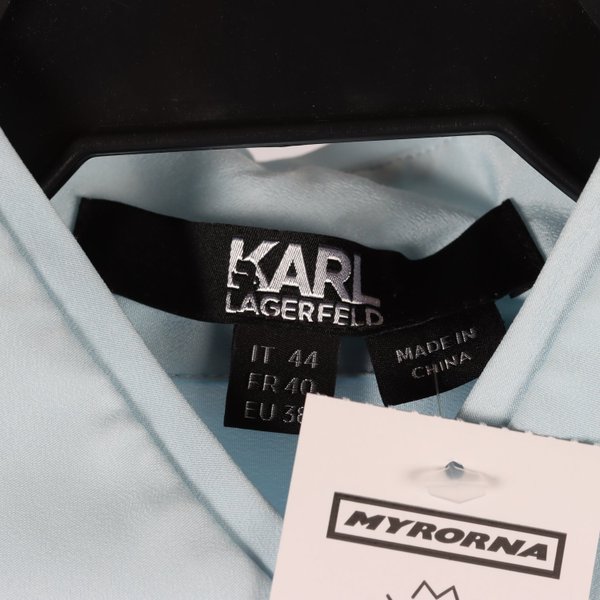 KARL
LAGERFELD
IT 44
FR 40
EU 38
MADE IN
CHINA
MYRORNA